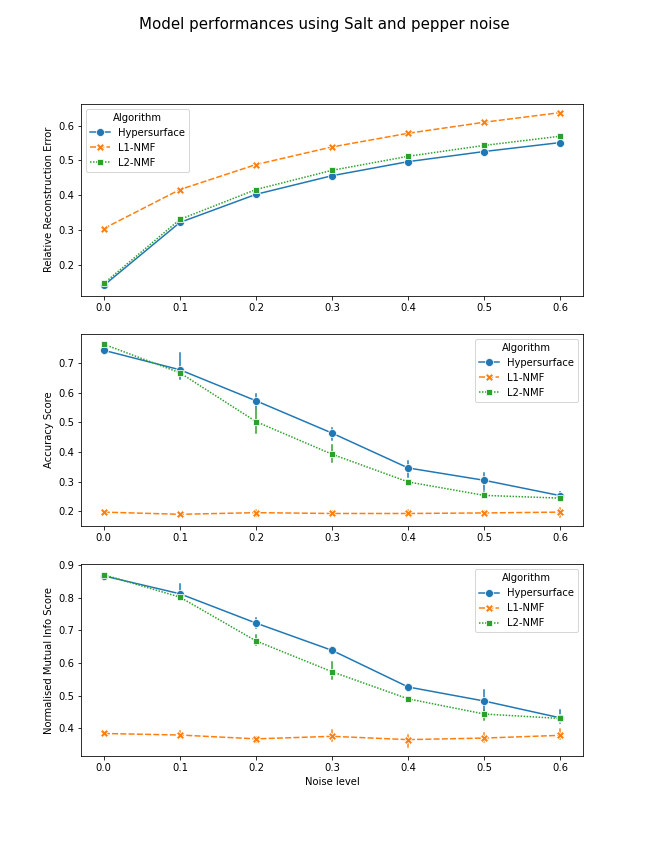 Model performances using Salt and pepper noise
Relative Reconstruction Error
0.6
0.5
0.4
0.3
0.2
Algorithm
Hypersurface
L1-NMF
L2-NMF
0.0 0.1 0.2 0.3 0.4 0.5 0.6
Accuracy Score
0.7
0.6
0.5
0.4
0.3
0.2
Algorithm
Hypersurface
L1-NMF
L2-NMF
0.0 0.1 0.2 0.3 0.4 0.5 0.6
Normalised Mutual Info Score
0.9
0.8
0.7
0.6
0.5
0.4
Algorithm
Hypersurface
L1-NMF
L2-NMF
0.0 0.1 0.2 0.3 0.4 0.5 0.6
Noise level